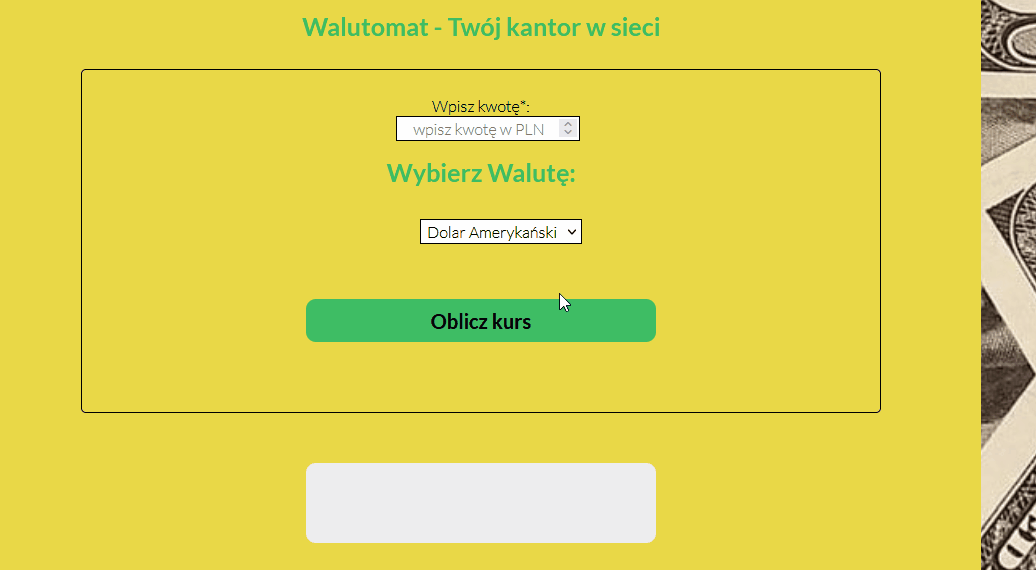 Walutomat - Twój kantor w sieci
Wpisz kwotę*:
wpisz kwotę w PLN
Wybierz Walutę:
Dolar Amerykański
Oblicz kurs